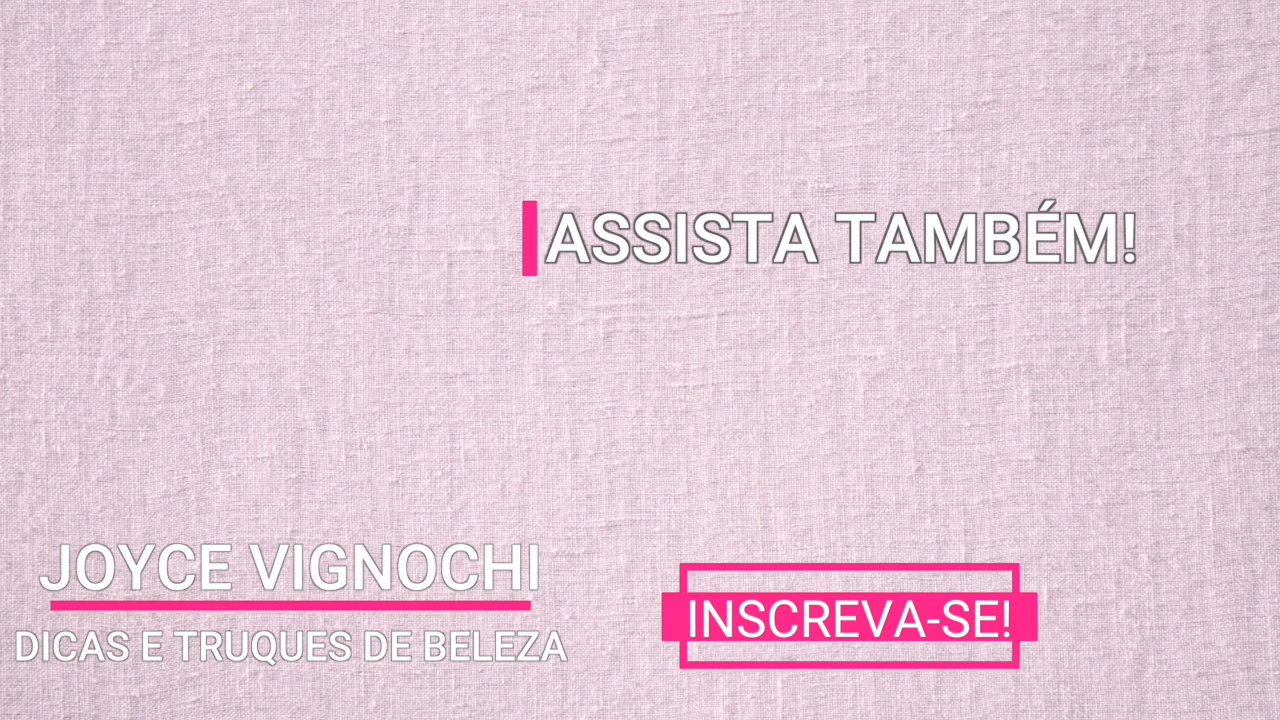 ASSISTA TAMBÉM!
JOYCE VIGNOCHI
DICAS E TRUQUES DE BELEZA
INSCREVA-SE!